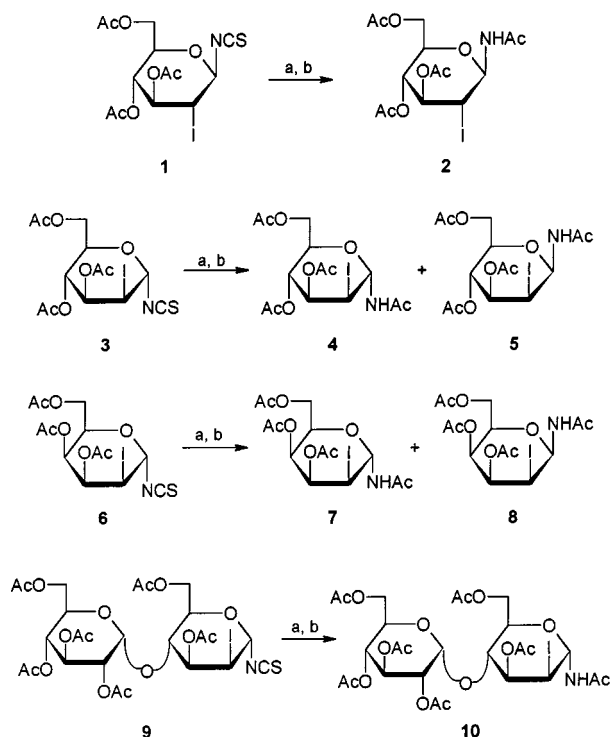 AcO NCS AcO NHAc
O O
OAc a, b OAc
AcO AcO
I I
1 2
AcO AcO AcO
O O O NHAc
OAc I a, b OAc I + OAc I
AcO AcO AcO
NCS NHAc
3 4 5
AcO AcO AcO
AcO O AcO O AcO O NHAc
OAc I a, b OAc I + OAc I
NCS NHAc
6 7 8
AcO AcO AcO AcO
O O O O
OAc OAc I a, b OAc OAc I
AcO O NCS AcO O NHAc
OAc OAc
9 10